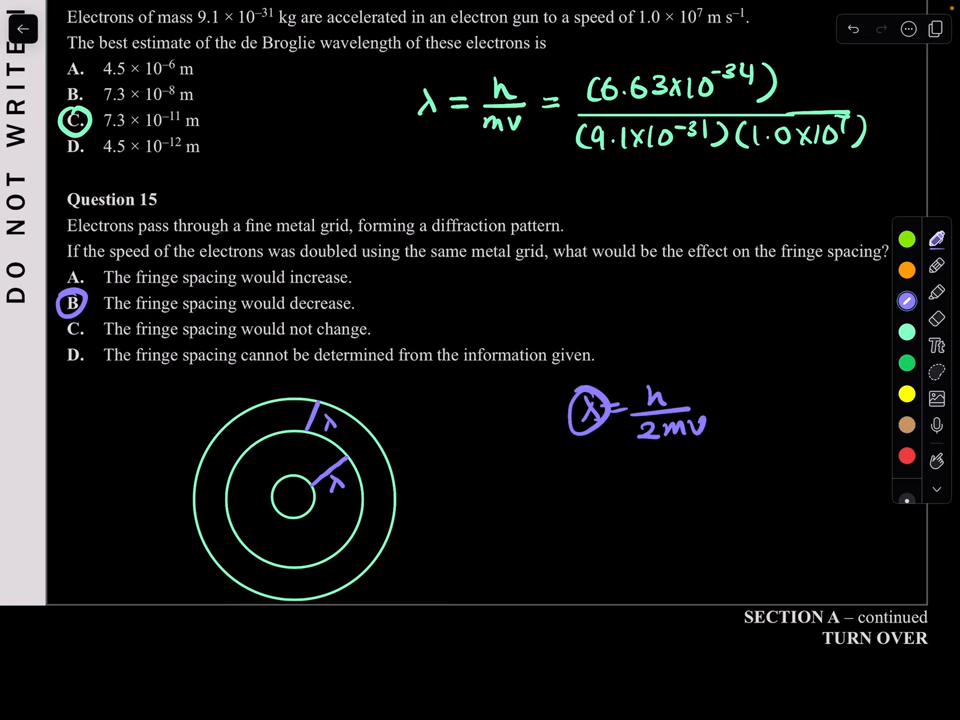 DO NOT WRITE I
Electrons of mass 9.1 × 10⁻³¹ kg are accelerated in an electron gun to a speed of 1.0 × 10⁷ m s⁻¹.
The best estimate of the de Broglie wavelength of these electrons is
A. 4.5 × 10⁻⁶ m
B. 7.3 × 10⁻⁸ m
C. 7.3 × 10⁻¹¹ m
D. 4.5 × 10⁻¹² m
λ = h/mv = (6.63×10⁻³⁴)/(9.1×10⁻³¹)(1.0×10⁷)
Question 15
Electrons pass through a fine metal grid, forming a diffraction pattern.
If the speed of the electrons was doubled using the same metal grid, what would be the effect on the fringe spacing?
A. The fringe spacing would increase.
B. The fringe spacing would decrease.
C. The fringe spacing would not change.
D. The fringe spacing cannot be determined from the information given.
λ
λ
λ = h/2mv
Tt
SECTION A – continued
TURN OVER